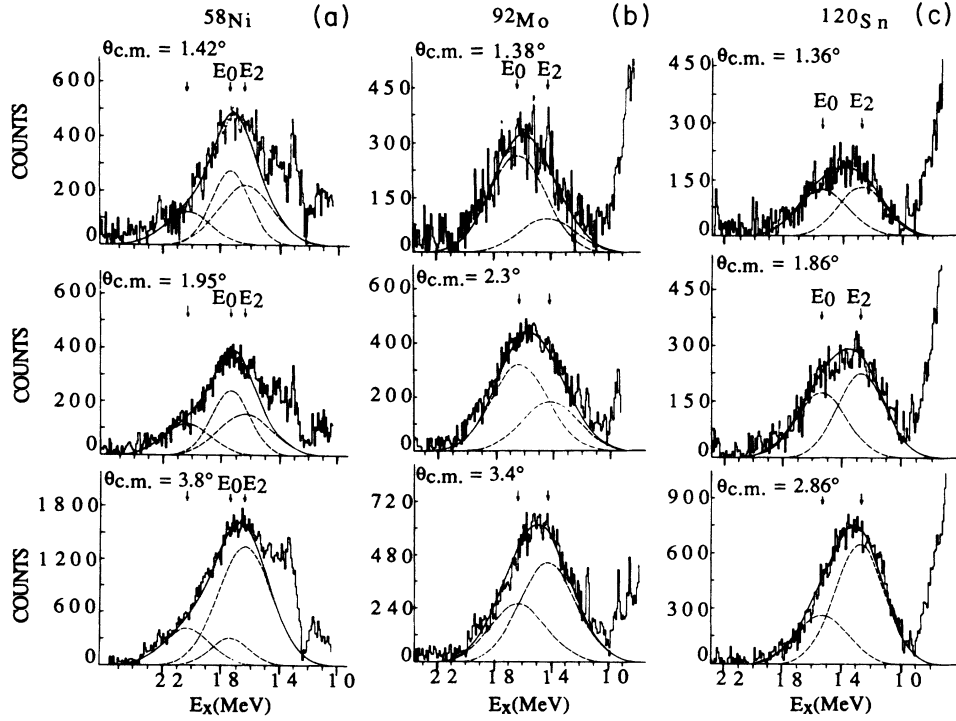 58Ni (a)
92Mo (b)
120Sn (c)
θc.m. = 1.42°
E0 E2
600
400
200
0
COUNTS
θc.m. = 1.38°
E0 E2
450
300
150
0
θc.m. = 1.36°
E0 E2
450
300
150
0
θc.m. = 1.95°
E0 E2
600
400
200
0
COUNTS
θc.m. = 2.3°
600
400
200
0
θc.m. = 1.86°
E0 E2
450
300
150
0
θc.m. = 3.8°
E0E2
1800
1200
600
0
COUNTS
22 18 14 10
Ex(MeV)
θc.m. = 3.4°
720
480
240
0
22 18 14 10
Ex(MeV)
θc.m. = 2.86°
900
600
300
0
22 18 14 10
Ex(MeV)